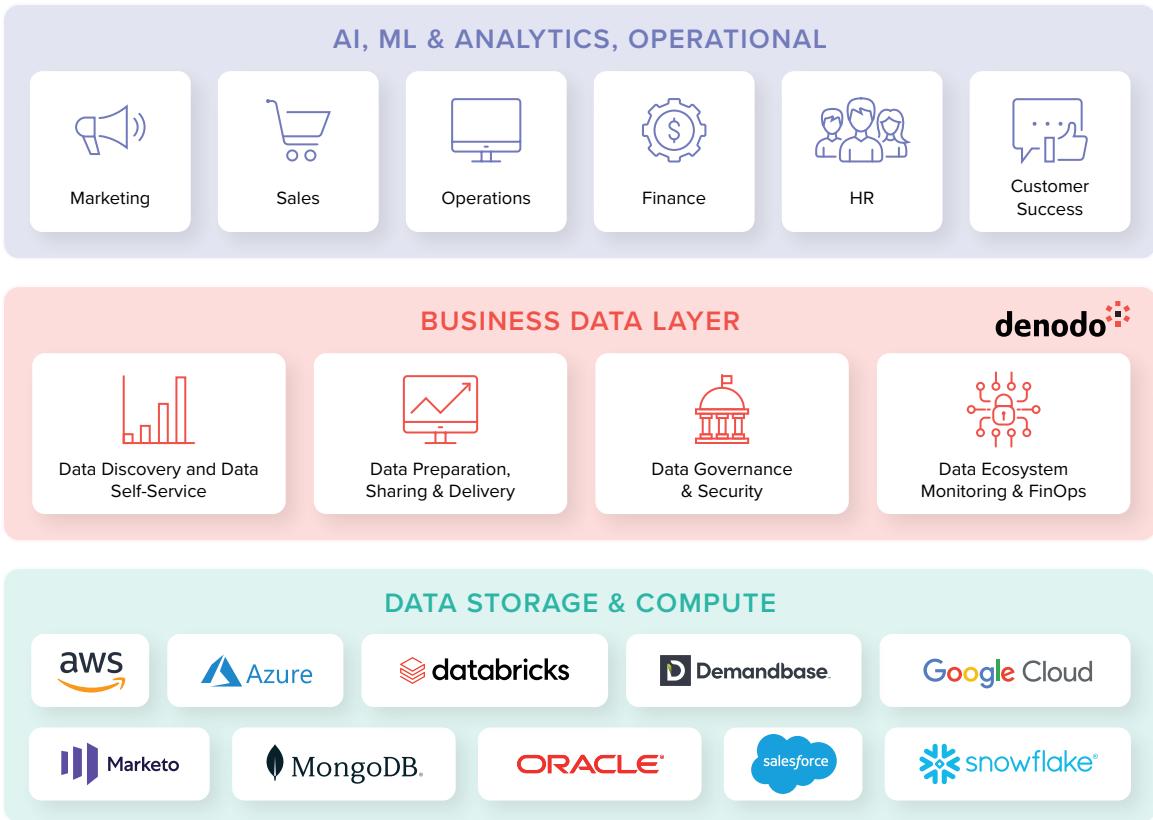 AI, ML & ANALYTICS, OPERATIONAL
Marketing
Sales
Operations
Finance
HR
Customer
Success
BUSINESS DATA LAYER
denodo
Data Discovery and Data
Self-Service
Data Preparation,
Sharing & Delivery
Data Governance
& Security
Data Ecosystem
Monitoring & FinOps
DATA STORAGE & COMPUTE
aws
Azure
databricks
Demandbase
Google Cloud
Marketo
MongoDB®
ORACLE®
salesforce
snowflake®